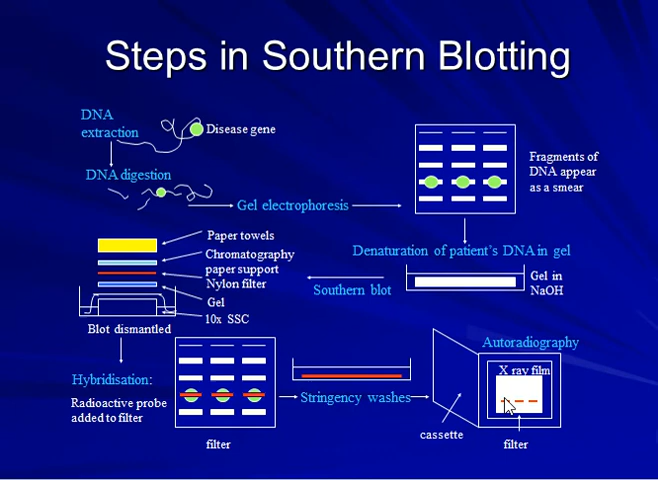 Steps in Southern Blotting
DNA
extraction
Disease gene
DNA digestion
Gel electrophoresis
Fragments of
DNA appear
as a smear
Denaturation of patient's DNA in gel
Gel in
NaOH
Southern blot
Paper towels
Chromatography
paper support
Nylon filter
Gel
10x SSC
Blot dismantled
Hybridisation:
Radioactive probe
added to filter
filter
Stringency washes
Autoradiography
X ray film
cassette
filter